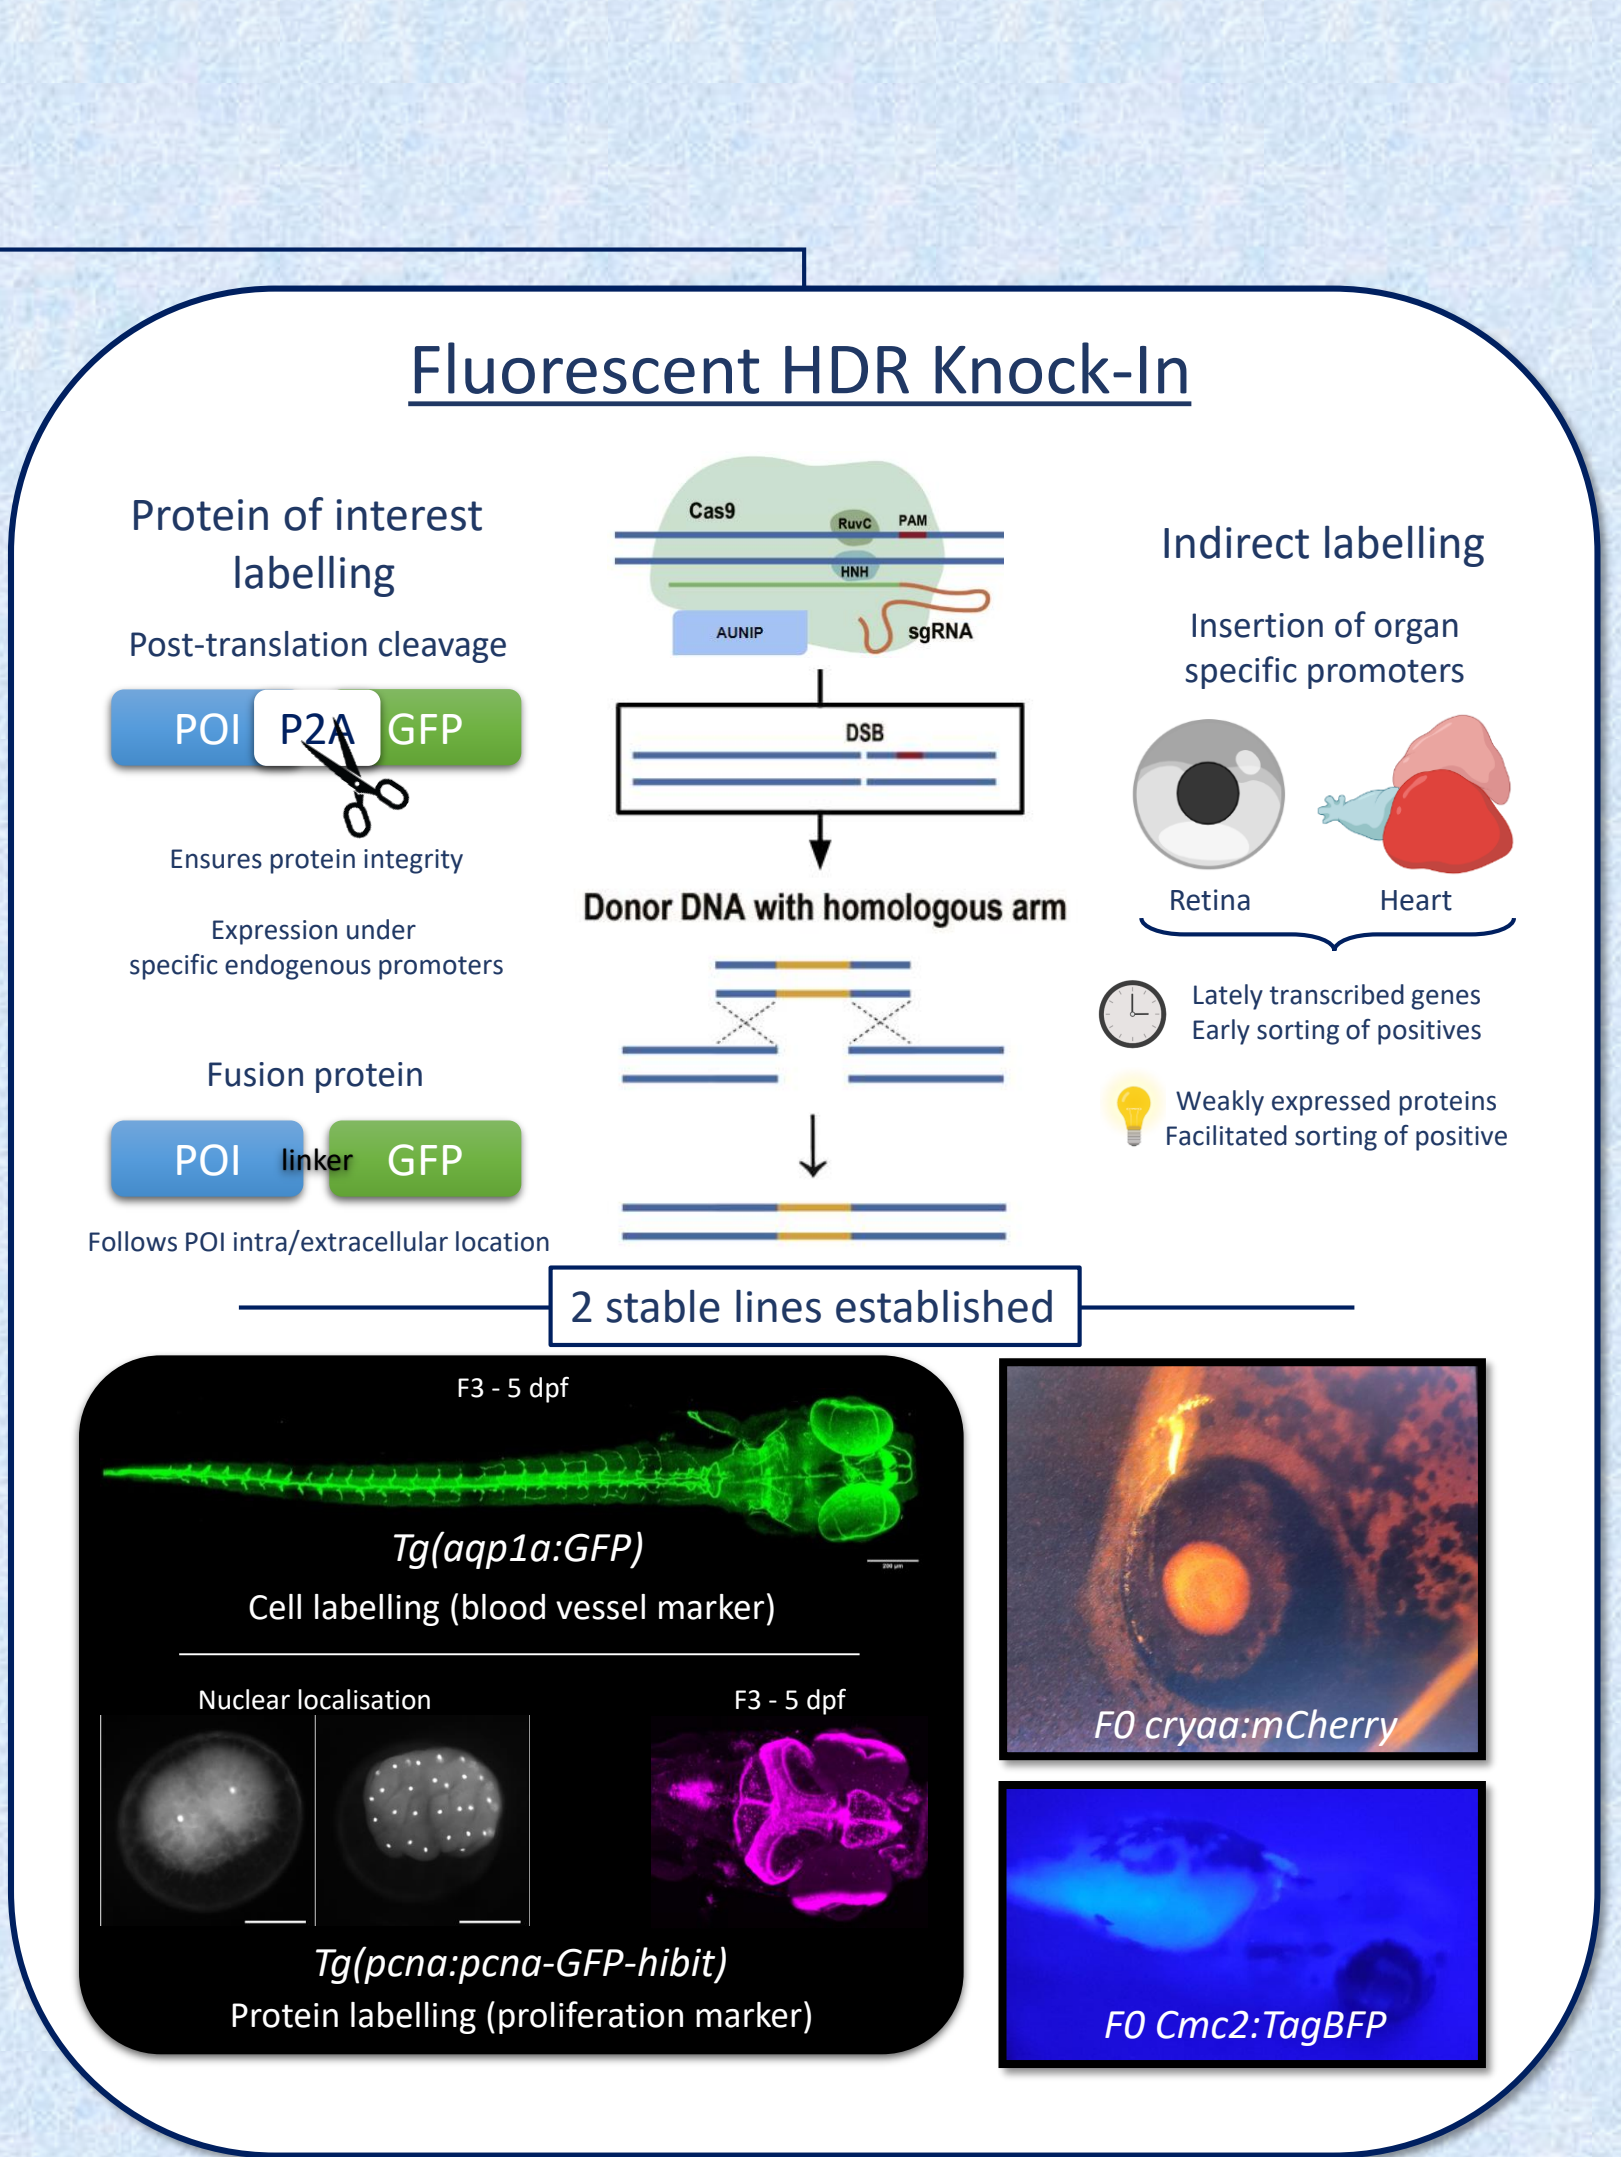 Fluorescent HDR Knock-In
Protein of interest
labelling
Post-translation cleavage
POI P2A GFP
Ensures protein integrity
Expression under
specific endogenous promoters
Fusion protein
POI linker GFP
Follows POI intra/extracellular location
Cas9
RuvC
PAM
HNH
AUNIP
sgRNA
DSB
Donor DNA with homologous arm
Indirect labelling
Insertion of organ
specific promoters
Retina
Heart
Lately transcribed genes
Early sorting of positives
Weakly expressed proteins
Facilitated sorting of positive
2 stable lines established
F3 - 5 dpf
Tg(aqp1a:GFP)
200 µm
Cell labelling (blood vessel marker)
Nuclear localisation
F3 - 5 dpf
Tg(pcna:pcna-GFP-hibit)
Protein labelling (proliferation marker)
F0 cryaa:mCherry
F0 Cmc2:TagBFP